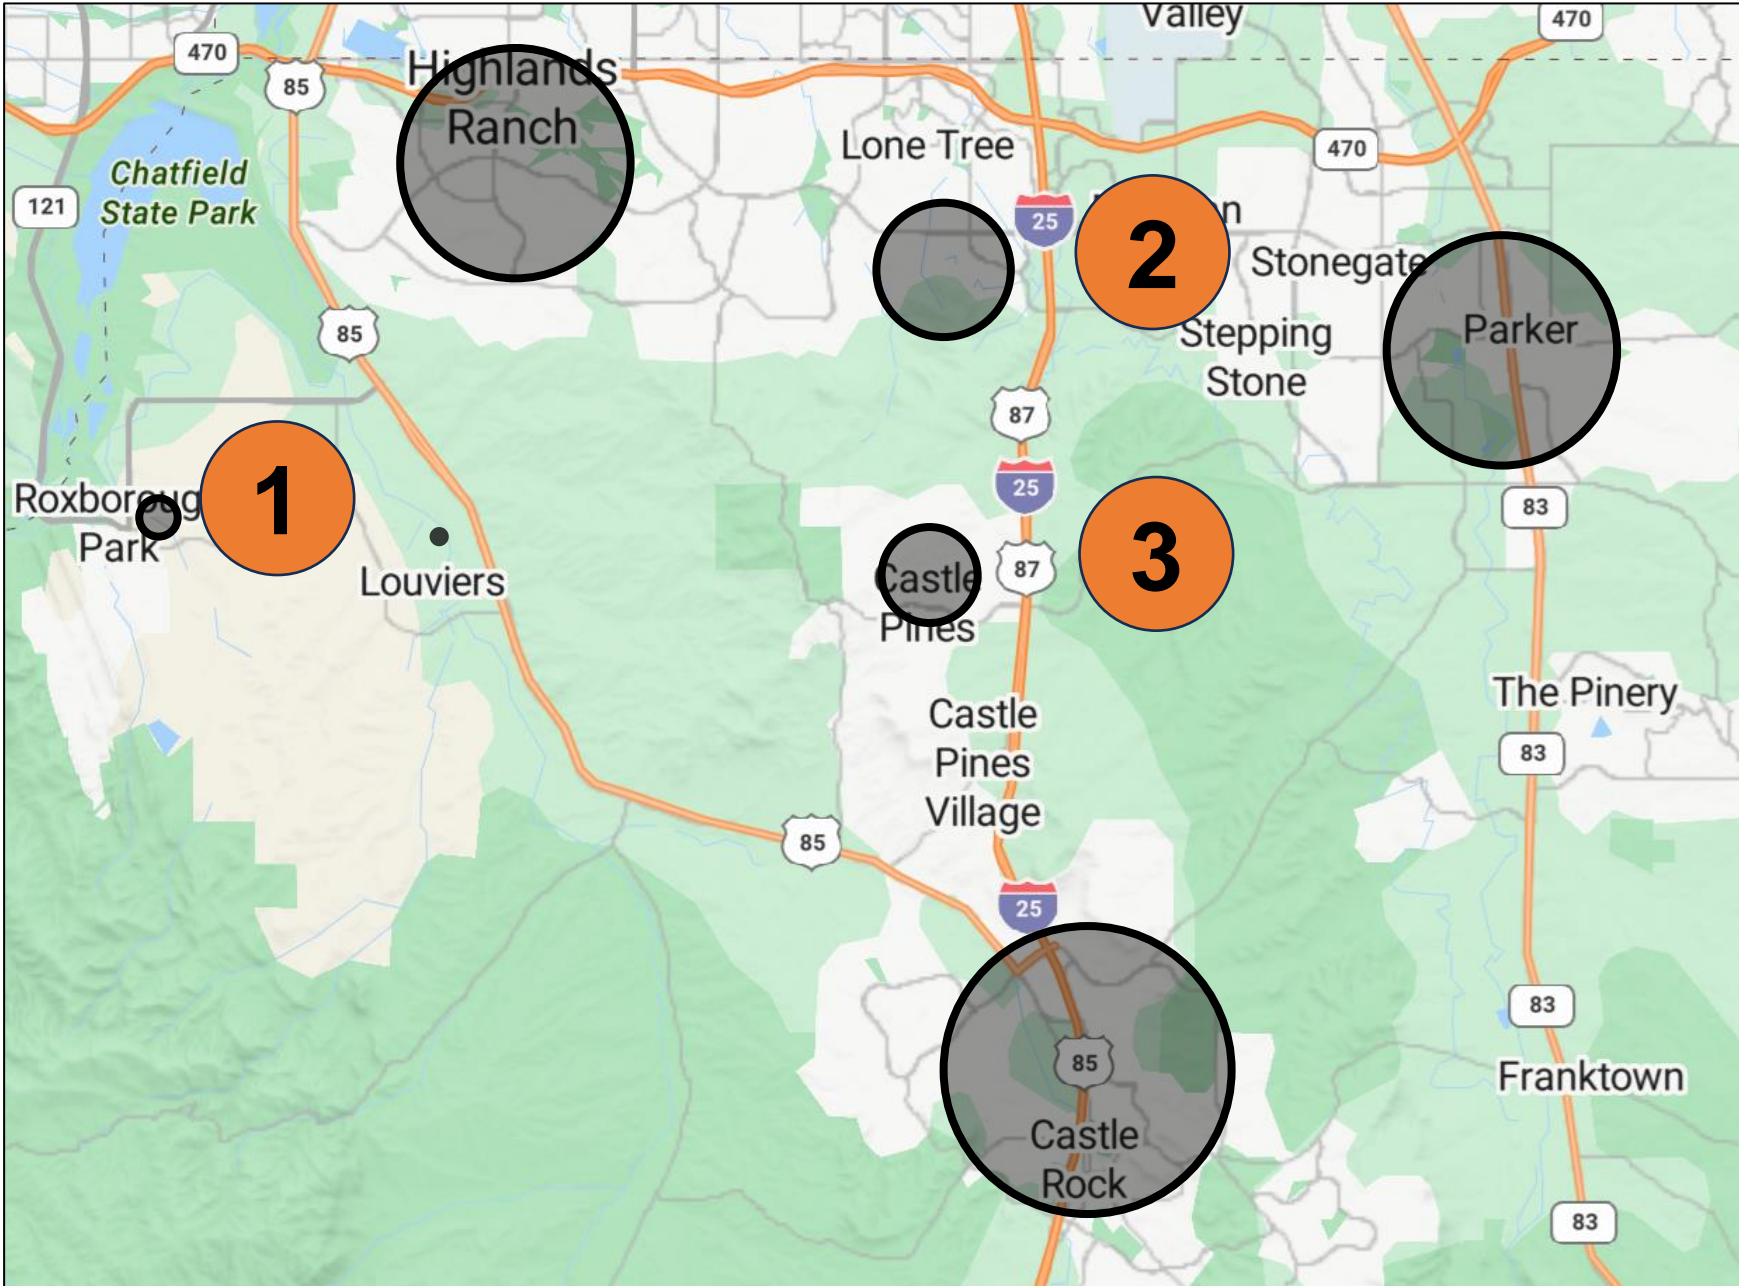 Valley
470
470
85
Highlands
Ranch
Lone Tree
470
Chatfield
State Park
121
25
2
Stonegate
85
Stepping
Stone
Parker
87
25
Roxboroug
Park
1
83
Louviers
87
3
Castle
Pines
The Pinery
Castle
Pines
Village
83
85
25
83
85
Franktown
Castle
Rock
83